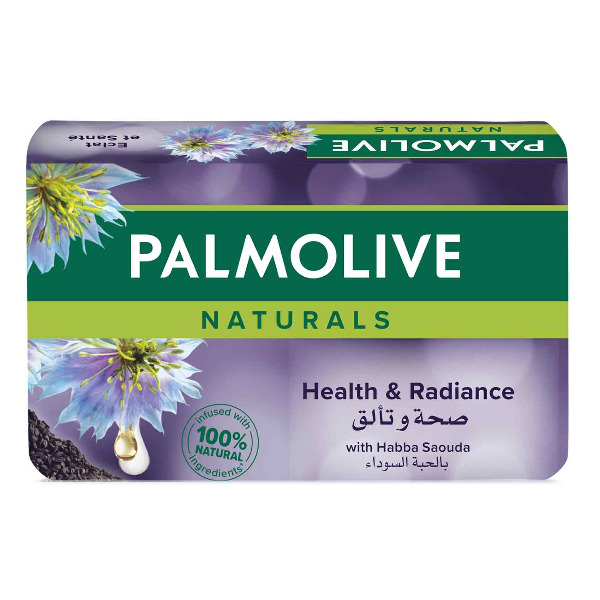 Eclat
et Santé
PALMOLIVE
NATURALS
PALMOLIVE
NATURALS
Health & Radiance
صحة وتألق
with Habba Saouda
بالحبة السوداء
infused with
100%
NATURAL
ingredients*